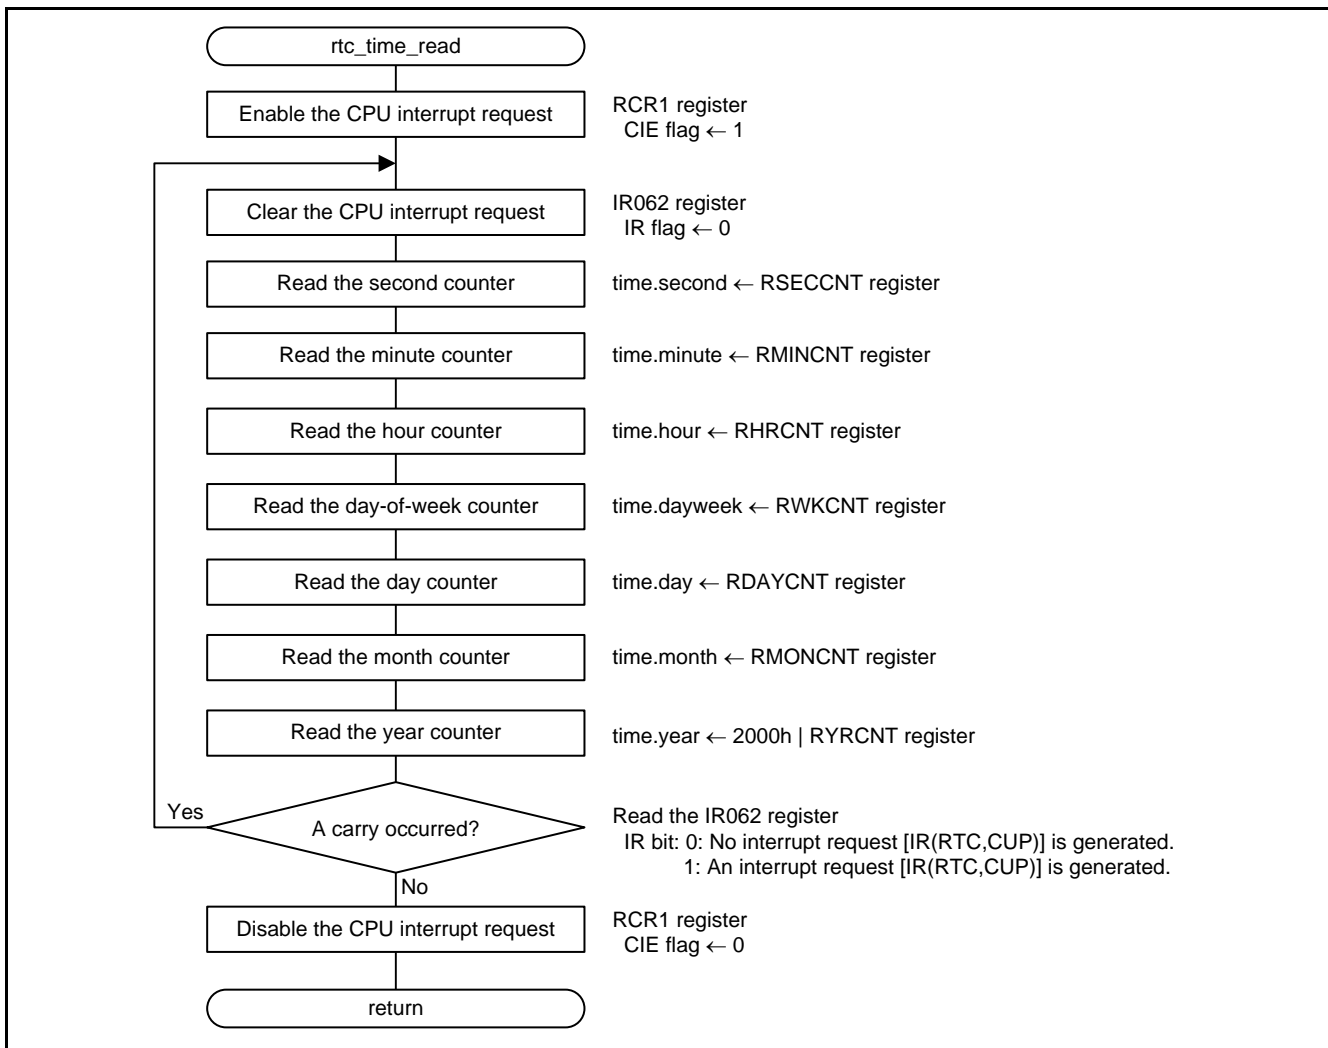 rtc_time_read
Enable the CPU interrupt request
RCR1 register
CIE flag ← 1
Clear the CPU interrupt request
IR062 register
IR flag ← 0
Read the second counter
time.second ← RSECCNT register
Read the minute counter
time.minute ← RMINCNT register
Read the hour counter
time.hour ← RHRCNT register
Read the day-of-week counter
time.dayweek ← RWKCNT register
Read the day counter
time.day ← RDAYCNT register
Read the month counter
time.month ← RMONCNT register
Read the year counter
time.year ← 2000h | RYRCNT register
Yes
A carry occurred?
Read the IR062 register
IR bit: 0: No interrupt request [IR(RTC,CUP)] is generated.
1: An interrupt request [IR(RTC,CUP)] is generated.
No
Disable the CPU interrupt request
RCR1 register
CIE flag ← 0
return